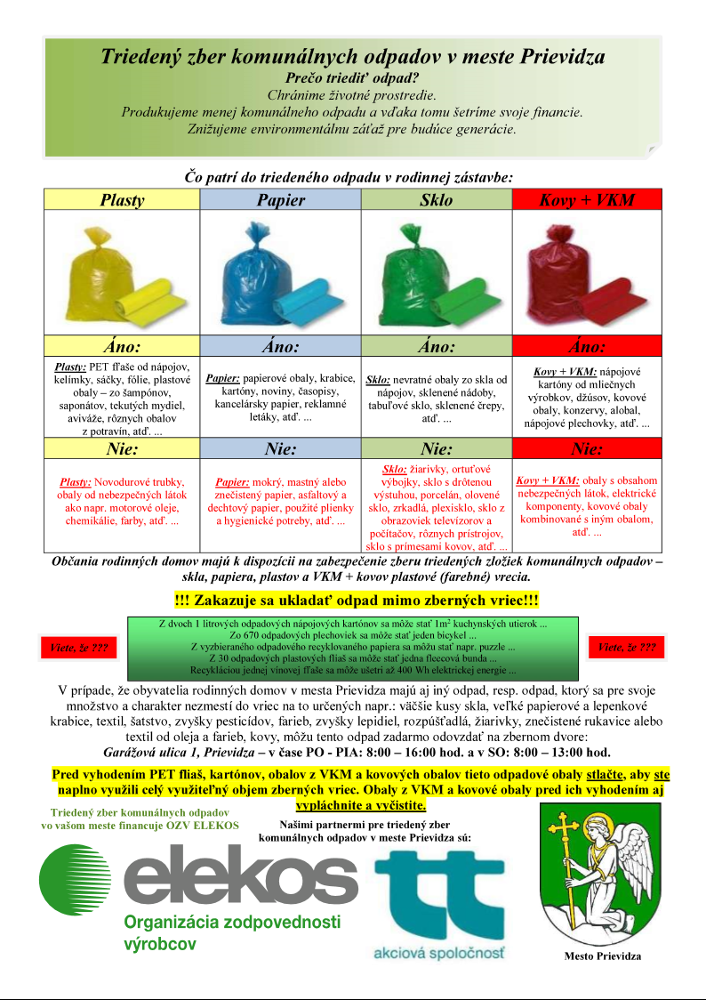 Triedený zber komunálnych odpadov v meste Prievidza
Prečo triediť odpad?
Chránime životné prostredie.
Produkujeme menej komunálneho odpadu a vďaka tomu šetríme svoje financie.
Znižujeme environmentálnu záťaž pre budúce generácie.
Čo patrí do triedeného odpadu v rodinnej zástavbe:
Plasty
Papier
Sklo
Kovy + VKM
Áno:
Áno:
Áno:
Áno:
Plasty: PET fľaše od nápojov,
kelímky, sáčky, fólie, plastové
obaly – zo šampónov,
saponátov, tekutých mydiel,
aviváže, rôznych obalov
z potravín, atď. ...
Papier: papierové obaly, krabice,
kartóny, noviny, časopisy,
kancelársky papier, reklamné
letáky, atď. ...
Sklo: nevratné obaly zo skla od
nápojov, sklenené nádoby,
tabuľové sklo, sklenené črepy,
atď. ...
Kovy + VKM: nápojové
kartóny od mliečnych
výrobkov, džúsov, kovové
obaly, konzervy, alobal,
nápojové plechovky, atď. ...
Nie:
Nie:
Nie:
Nie:
Plasty: Novodurové trubky,
obaly od nebezpečných látok
ako napr. motorové oleje,
chemikálie, farby, atď. ...
Papier: mokrý, mastný alebo
znečistený papier, asfaltový a
dechtový papier, použité plienky
a hygienické potreby, atď. ...
Sklo: žiarivky, ortuťové
výbojky, sklo s drôtenou
výstuhou, porcelán, olovené
sklo, zrkadlá, plexisklo, sklo z
obrazoviek televízorov a
počítačov, rôznych prístrojov,
sklo s prímesami kovov, atď. ...
Kovy + VKM: obaly s obsahom
nebezpečných látok, elektrické
komponenty, kovové obaly
kombinované s iným obalom,
atď. ...
Občania rodinných domov majú k dispozícii na zabezpečenie zberu triedených zložiek komunálnych odpadov –
skla, papiera, plastov a VKM + kovov plastové (farebné) vrecia.
!!! Zakazuje sa ukladať odpad mimo zberných vriec!!!
Viete, že ???
Z dvoch 1 litrových odpadových nápojových kartónov sa môže stať 1m² kuchynských utierok ...
Zo 670 odpadových plechoviek sa môže stať jeden bicykel ...
Z vyzbieraného odpadového recyklovaného papiera sa môžu stať napr. puzzle ...
Z 30 odpadových plastových fliaš sa môže stať jedna fleecová bunda ...
Recykláciou jednej vínovej fľaše sa môže ušetri až 400 Wh elektrickej energie ...
Viete, že ???
V prípade, že obyvatelia rodinných domov v mesta Prievidza majú aj iný odpad, resp. odpad, ktorý sa pre svoje
množstvo a charakter nezmestí do vriec na to určených napr.: väčšie kusy skla, veľké papierové a lepenkové
krabice, textil, šatstvo, zvyšky pesticídov, farieb, zvyšky lepidiel, rozpúšťadlá, žiarivky, znečistené rukavice alebo
textil od oleja a farieb, kovy, môžu tento odpad zadarmo odovzdať na zbernom dvore:
Garážová ulica 1, Prievidza – v čase PO - PIA: 8:00 – 16:00 hod. a v SO: 8:00 – 13:00 hod.
Pred vyhodením PET fliaš, kartónov, obalov z VKM a kovových obalov tieto odpadové obaly stlačte, aby ste
naplno využili celý využiteľný objem zberných vriec. Obaly z VKM a kovové obaly pred ich vyhodením aj
vypláchnite a vyčistite.
Triedený zber komunálnych odpadov
vo vašom meste financuje OZV ELEKOS
Našimi partnermi pre triedený zber
komunálnych odpadov v meste Prievidza sú:
elekos
Organizácia zodpovednosti
výrobcov
tt
akciová spoločnosť
Mesto Prievidza